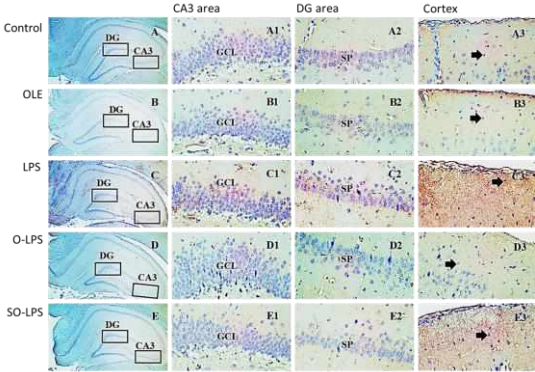 CA3 area DG area Cortex
Control A DG CA3 A1 GCL A2 SP A3
OLE B DG CA3 B1 GCL B2 SP B3
LPS C DG CA3 C1 GCL C2 SP
O-LPS D DG CA3 D1 GCL D2 SP D3
SO-LPS E DG CA3 E1 GCL E2 SP E3